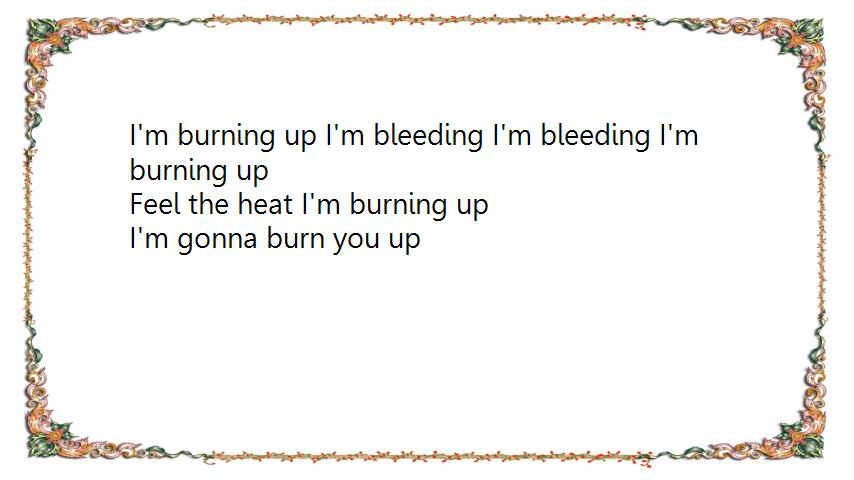 I'm burning up I'm bleeding I'm bleeding I'm
burning up
Feel the heat I'm burning up
I'm gonna burn you up